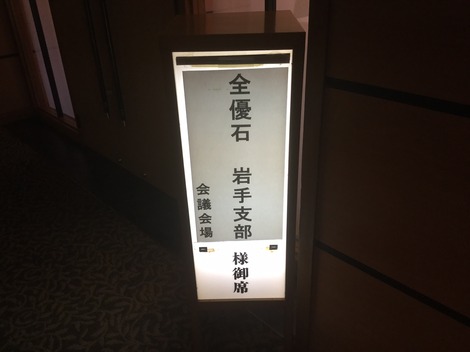 全優石 岩手支部 様御席
会議会場